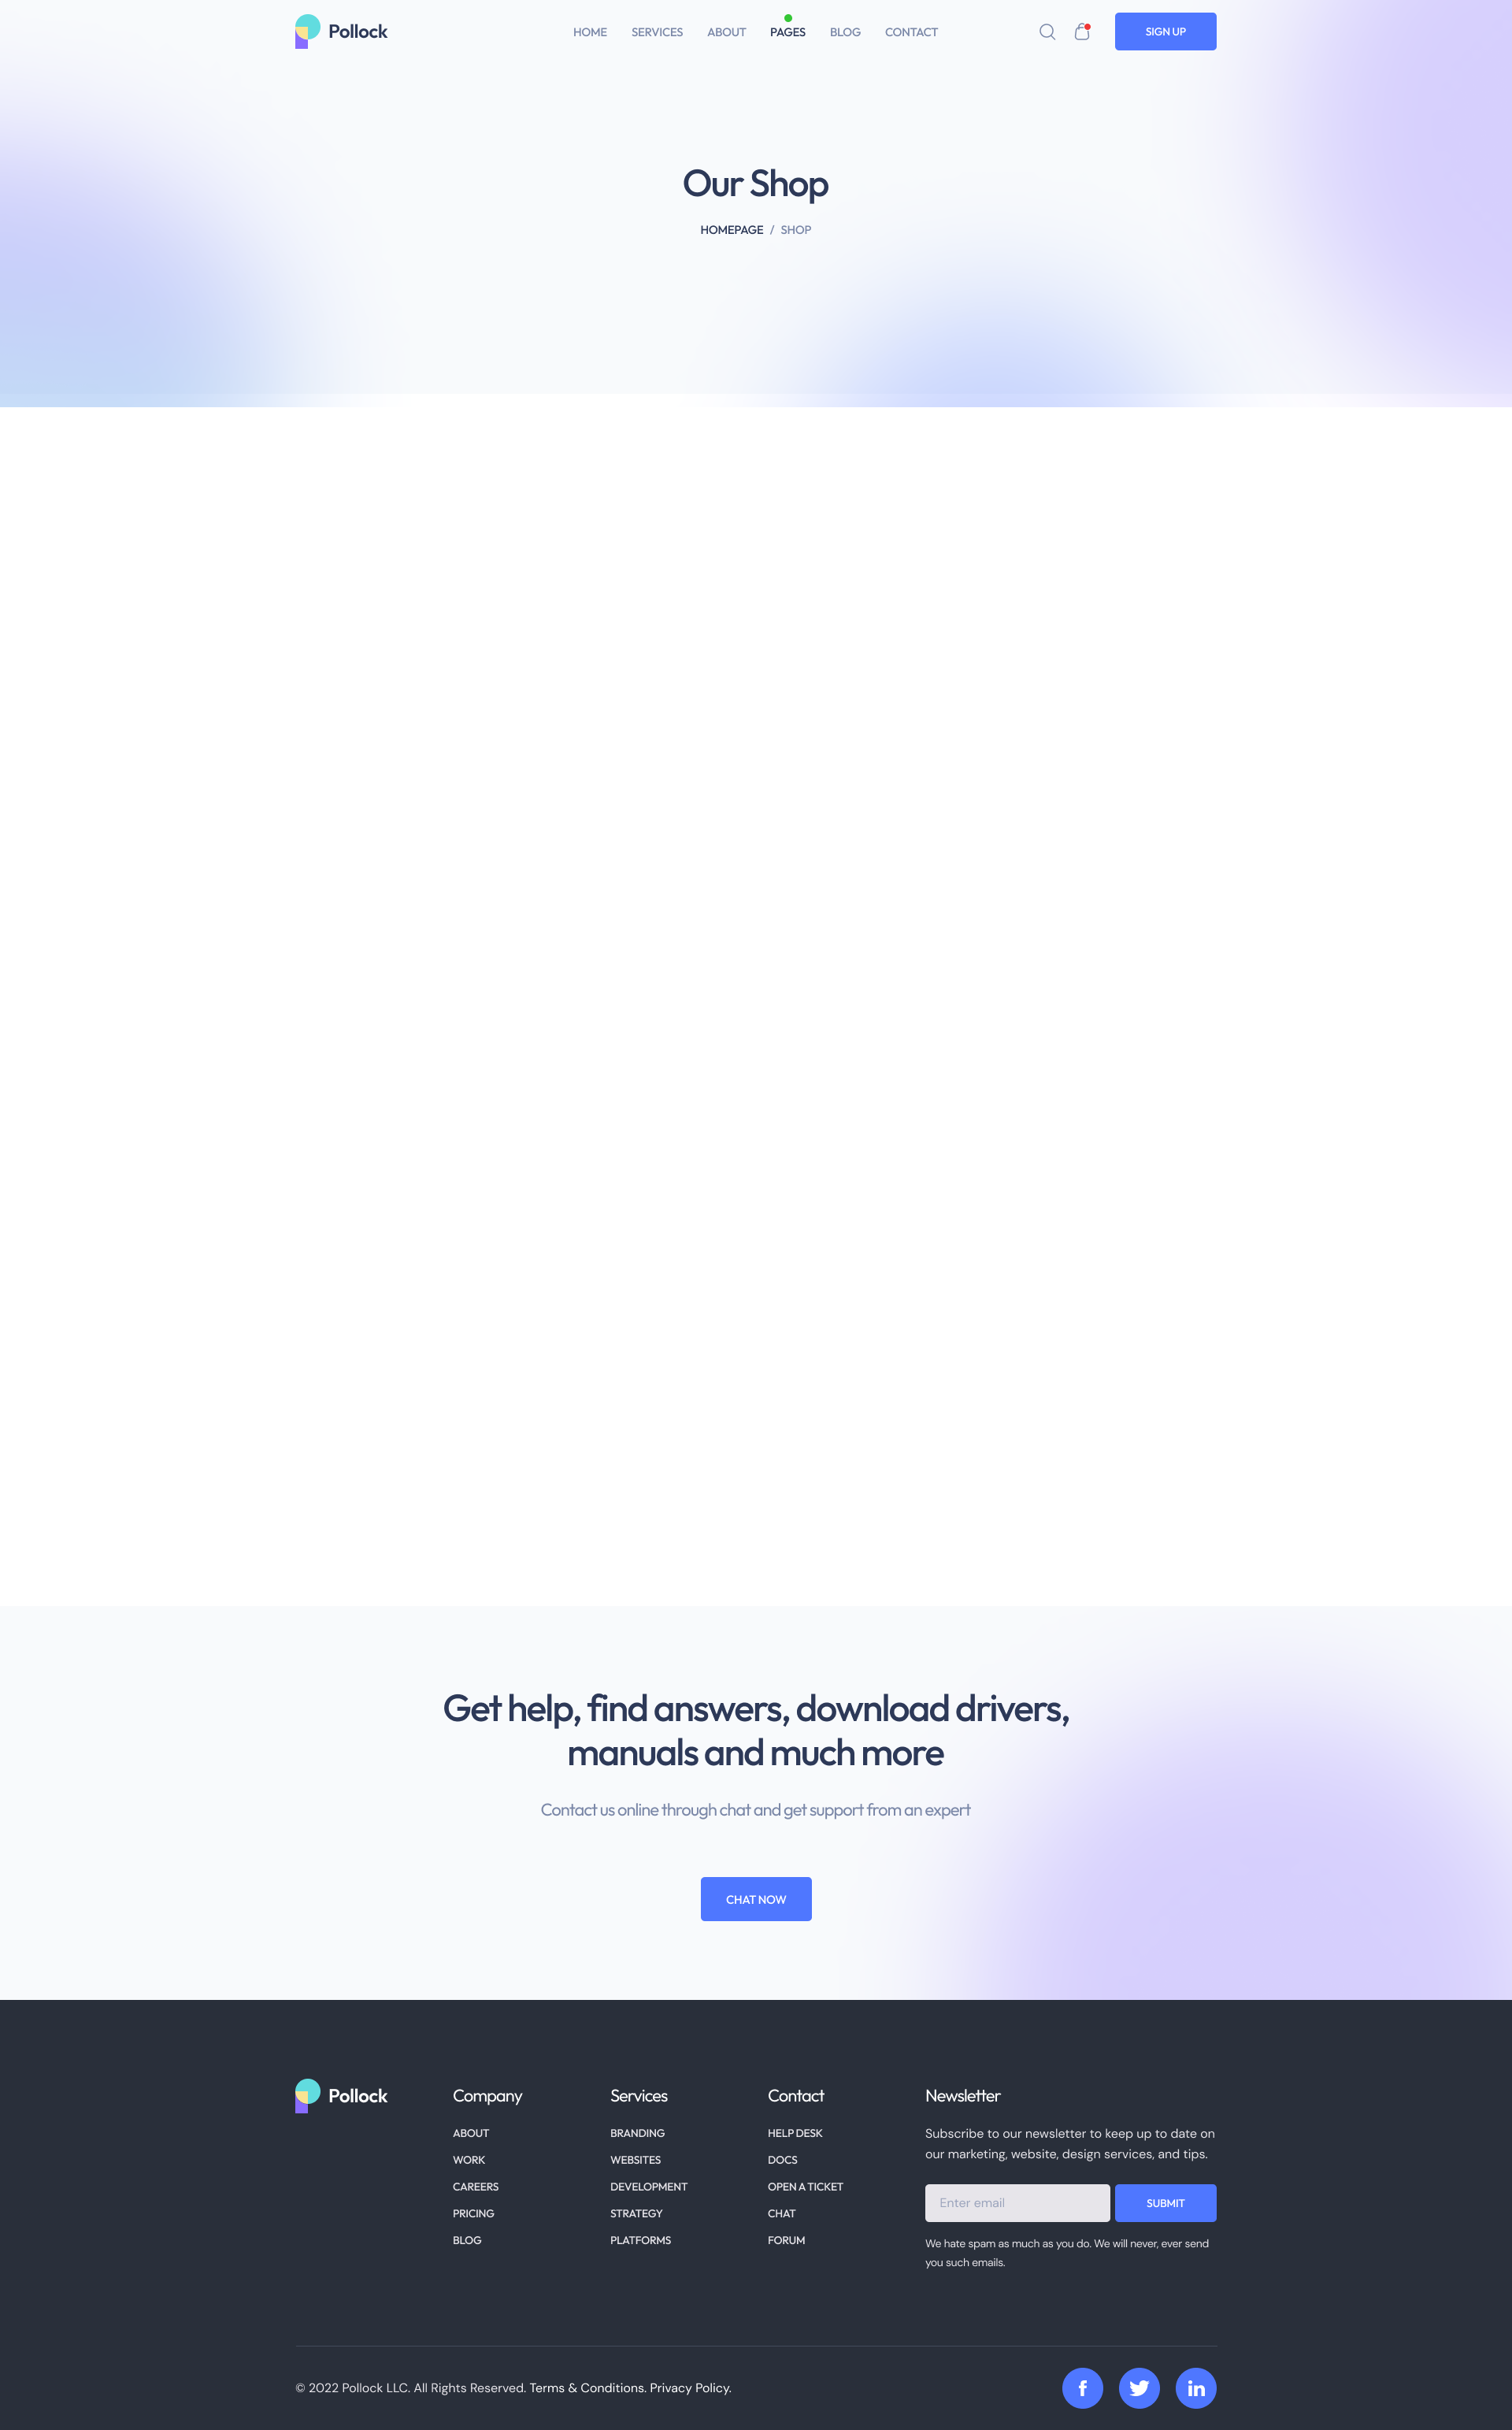 Pollock
HOME SERVICES ABOUT PAGES BLOG CONTACT
SIGN UP
Our Shop
HOMEPAGE / SHOP
Get help, find answers, download drivers,
manuals and much more
Contact us online through chat and get support from an expert
CHAT NOW
Pollock
Company
ABOUT
WORK
CAREERS
PRICING
BLOG
Services
BRANDING
WEBSITES
DEVELOPMENT
STRATEGY
PLATFORMS
Contact
HELP DESK
DOCS
OPEN A TICKET
CHAT
FORUM
Newsletter
Subscribe to our newsletter to keep up to date on
our marketing, website, design services, and tips.
Enter email
SUBMIT
We hate spam as much as you do. We will never, ever send
you such emails.
© 2022 Pollock LLC. All Rights Reserved. Terms & Conditions. Privacy Policy.